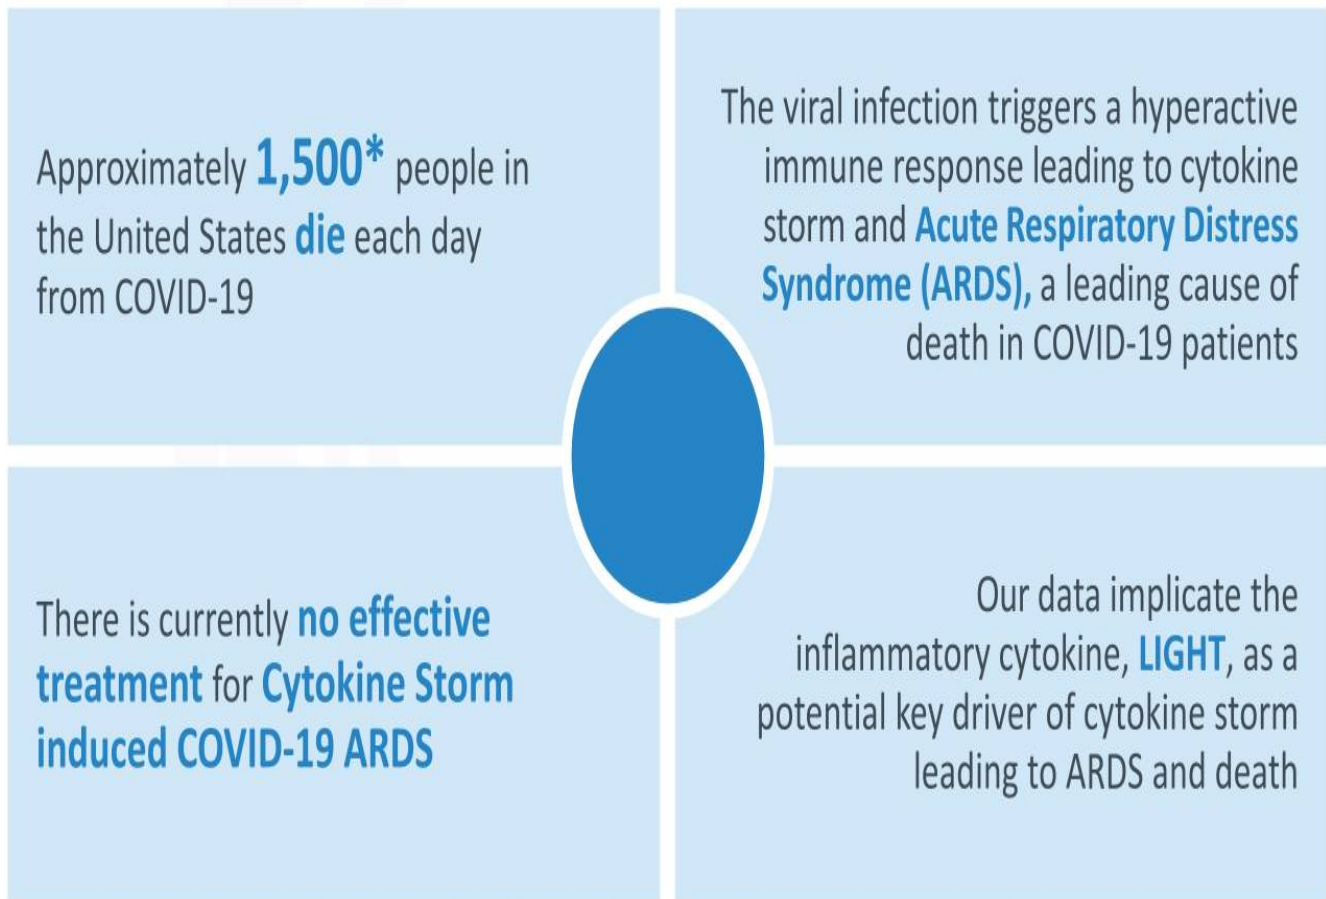 Approximately 1,500* people in
the United States die each day
from COVID-19
The viral infection triggers a hyperactive
immune response leading to cytokine
storm and Acute Respiratory Distress
Syndrome (ARDS), a leading cause of
death in COVID-19 patients
There is currently no effective
treatment for Cytokine Storm
induced COVID-19 ARDS
Our data implicate the
inflammatory cytokine, LIGHT, as a
potential key driver of cytokine storm
leading to ARDS and death